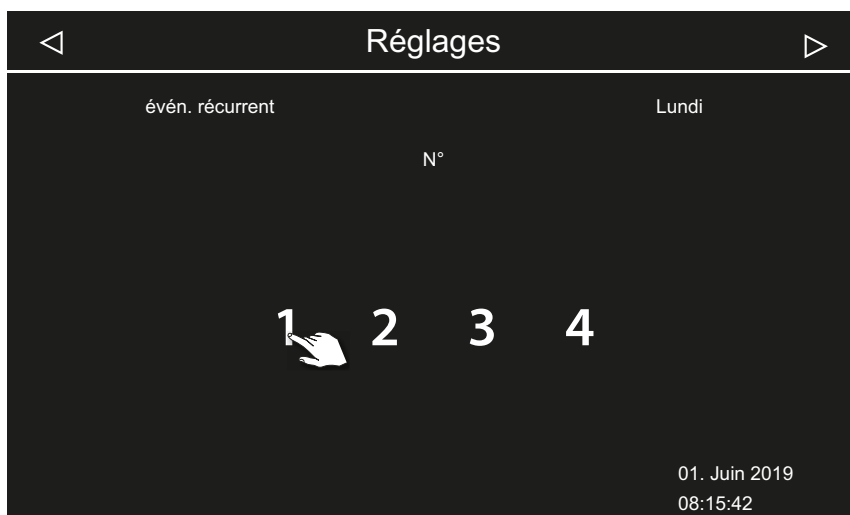 Réglages
évén. récurrent Lundi
N°
1 2 3 4
01. Juin 2019
08:15:42